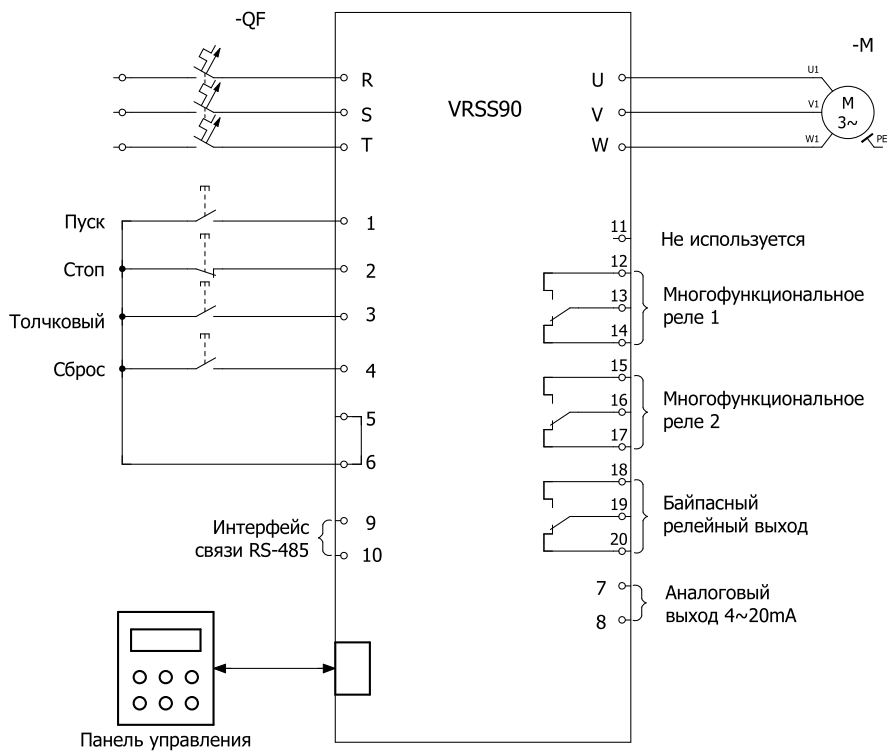 -QF
-M
R
S
T
VRSS90
U
V
W
U1
V1
W1
M
3~
PE
Пуск
1
Стоп
2
Толчковый
3
Сброс
4
5
6
Интерфейс
связи RS-485
9
10
11
Не используется
12
13
14
Многофункциональное
реле 1
15
16
17
Многофункциональное
реле 2
18
19
20
Байпасный
релейный выход
7
8
Аналоговый
выход 4~20mA
Панель управления